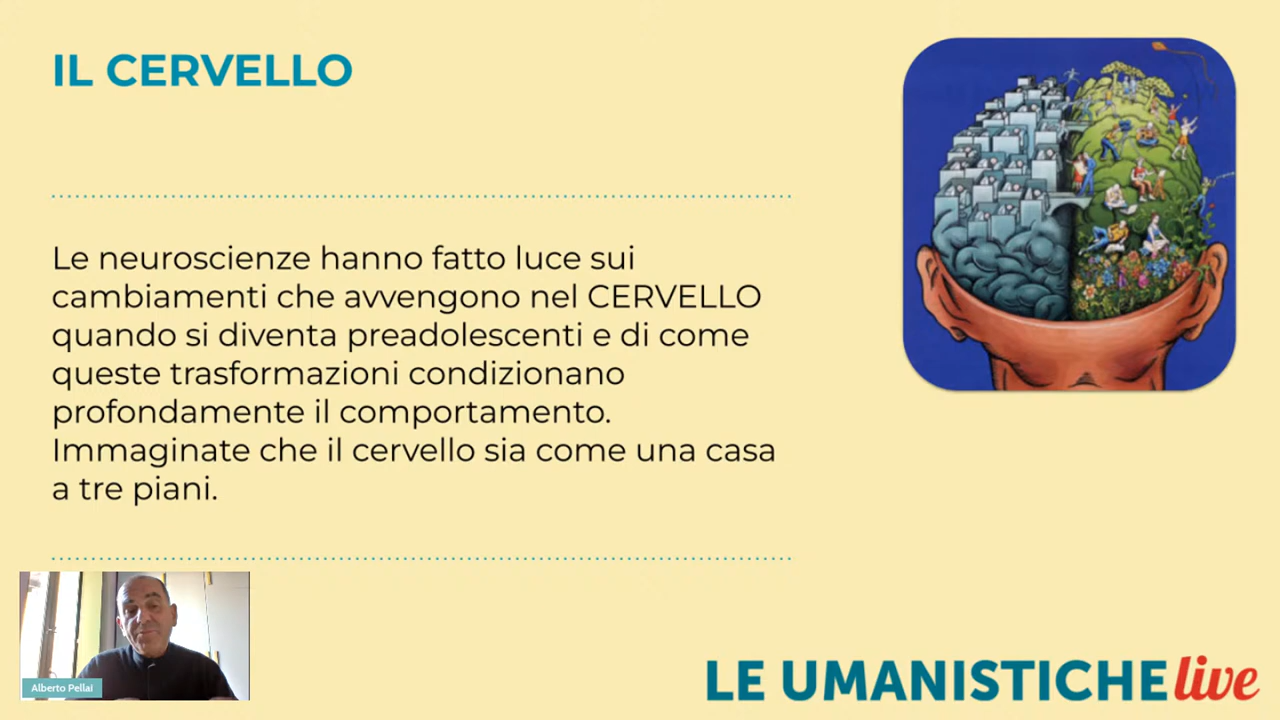 IL CERVELLO
Le neuroscienze hanno fatto luce sui
cambiamenti che avvengono nel CERVELLO
quando si diventa preadolescenti e di come
queste trasformazioni condizionano
profondamente il comportamento.
Immaginate che il cervello sia come una casa
a tre piani.
Alberto Pellai
LE UMANISTICHE live